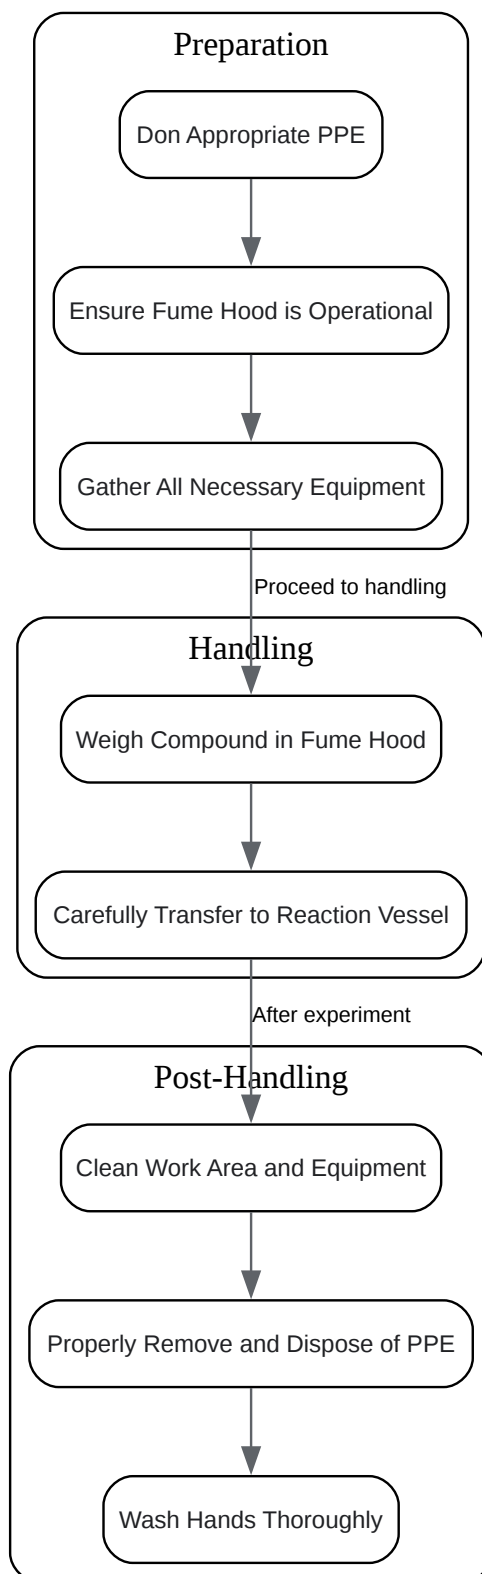 Preparation
Don Appropriate PPE
Ensure Fume Hood is Operational
Gather All Necessary Equipment
Proceed to handling
Handling
Weigh Compound in Fume Hood
Carefully Transfer to Reaction Vessel
After experiment
Post-Handling
Clean Work Area and Equipment
Properly Remove and Dispose of PPE
Wash Hands Thoroughly